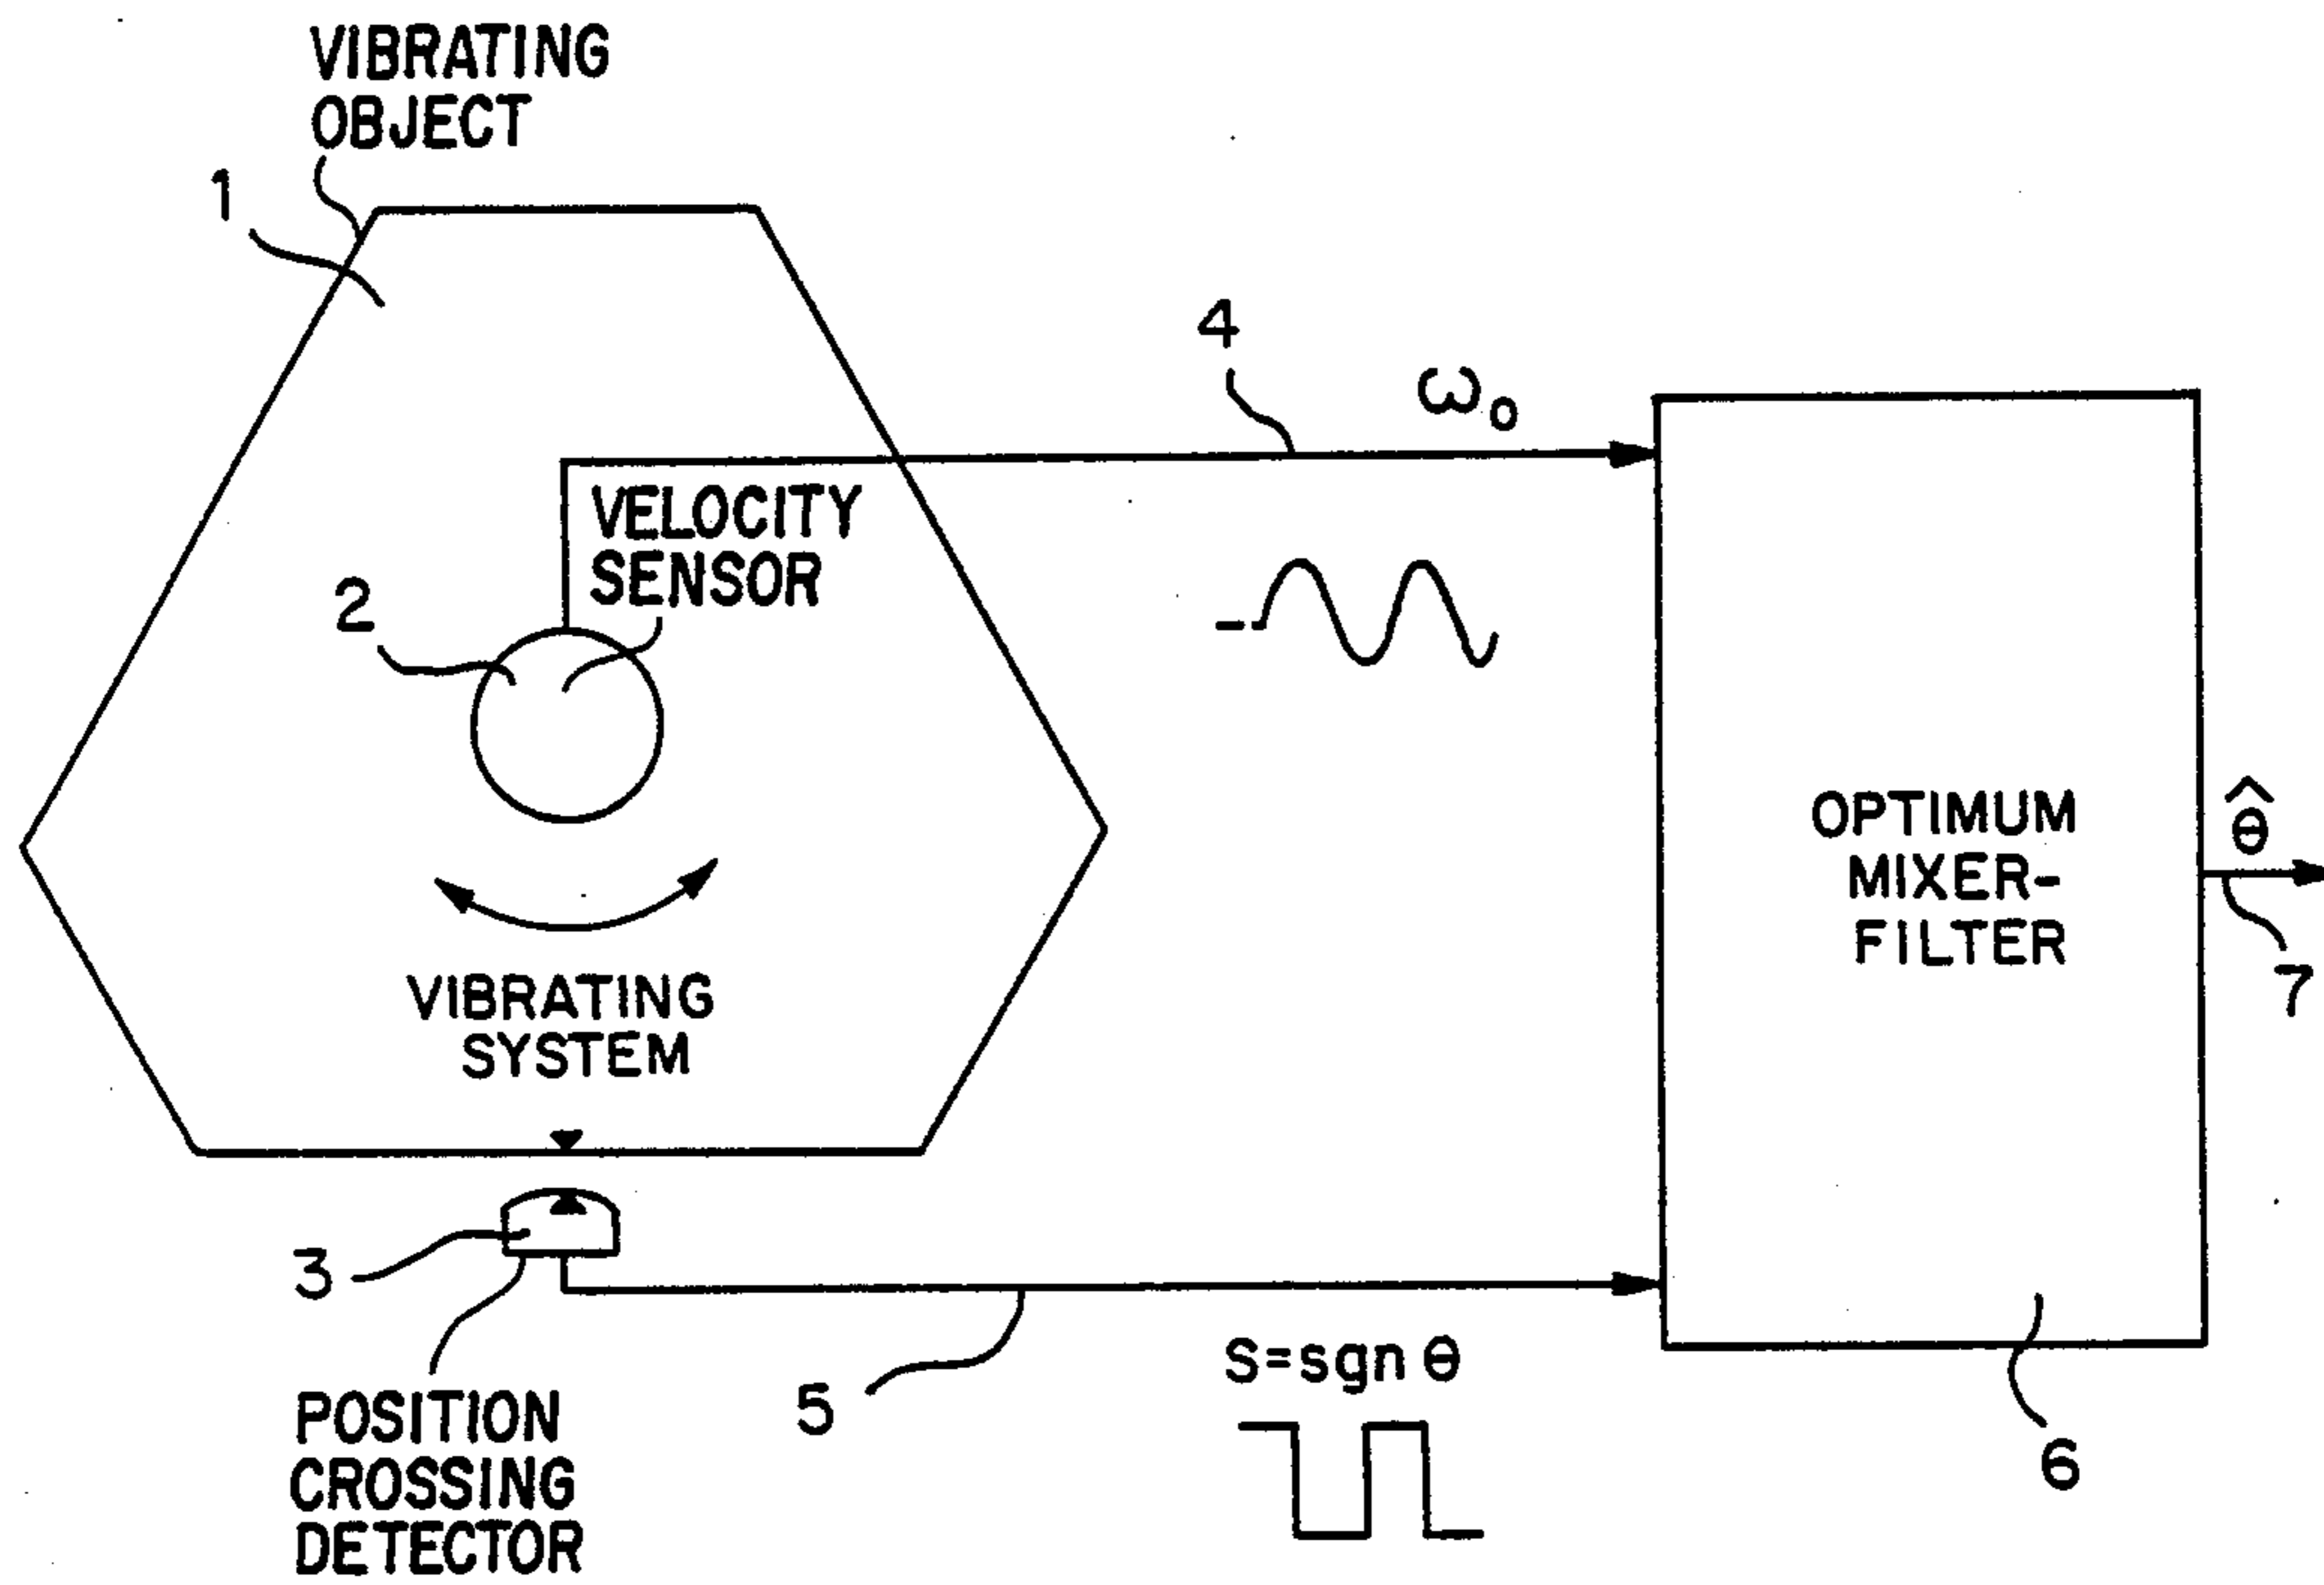 VIBRATING
OBJECT
1
4
ω₀
VELOCITY
SENSOR
2
OPTIMUM
MIXER-
FILTER
θ̂
7
VIBRATING
SYSTEM
3
5
S=sgn θ
6
POSITION
CROSSING
DETECTOR